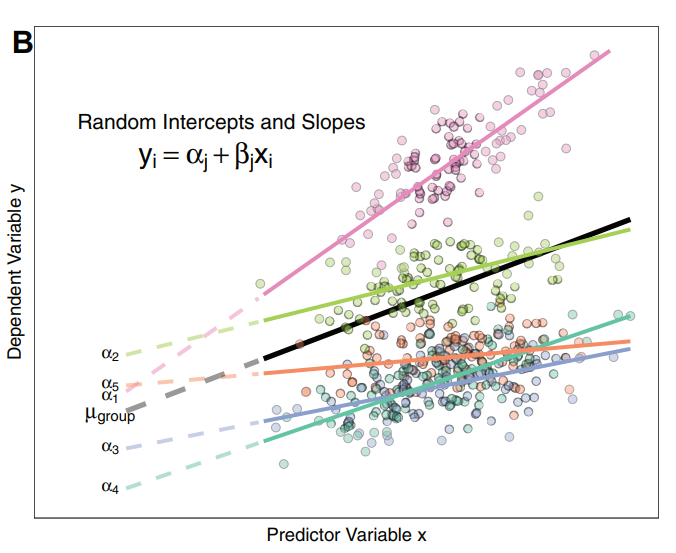 B
Random Intercepts and Slopes
yᵢ = αⱼ + βⱼxᵢ
Dependent Variable y
α₂
α₅
α₁
μgroup
α₃
α₄
Predictor Variable x